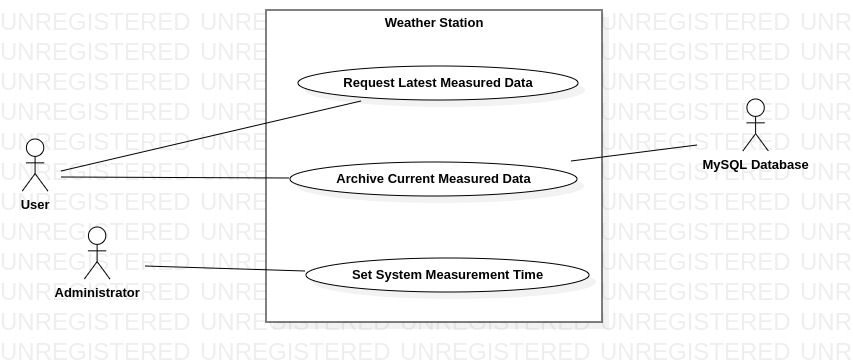 UNREGISTERED UNREGISTERED UNREGISTERED UNREGISTERED UNREGISTERED
Weather Station
Request Latest Measured Data
Archive Current Measured Data
MySQL Database
User
Set System Measurement Time
Administrator